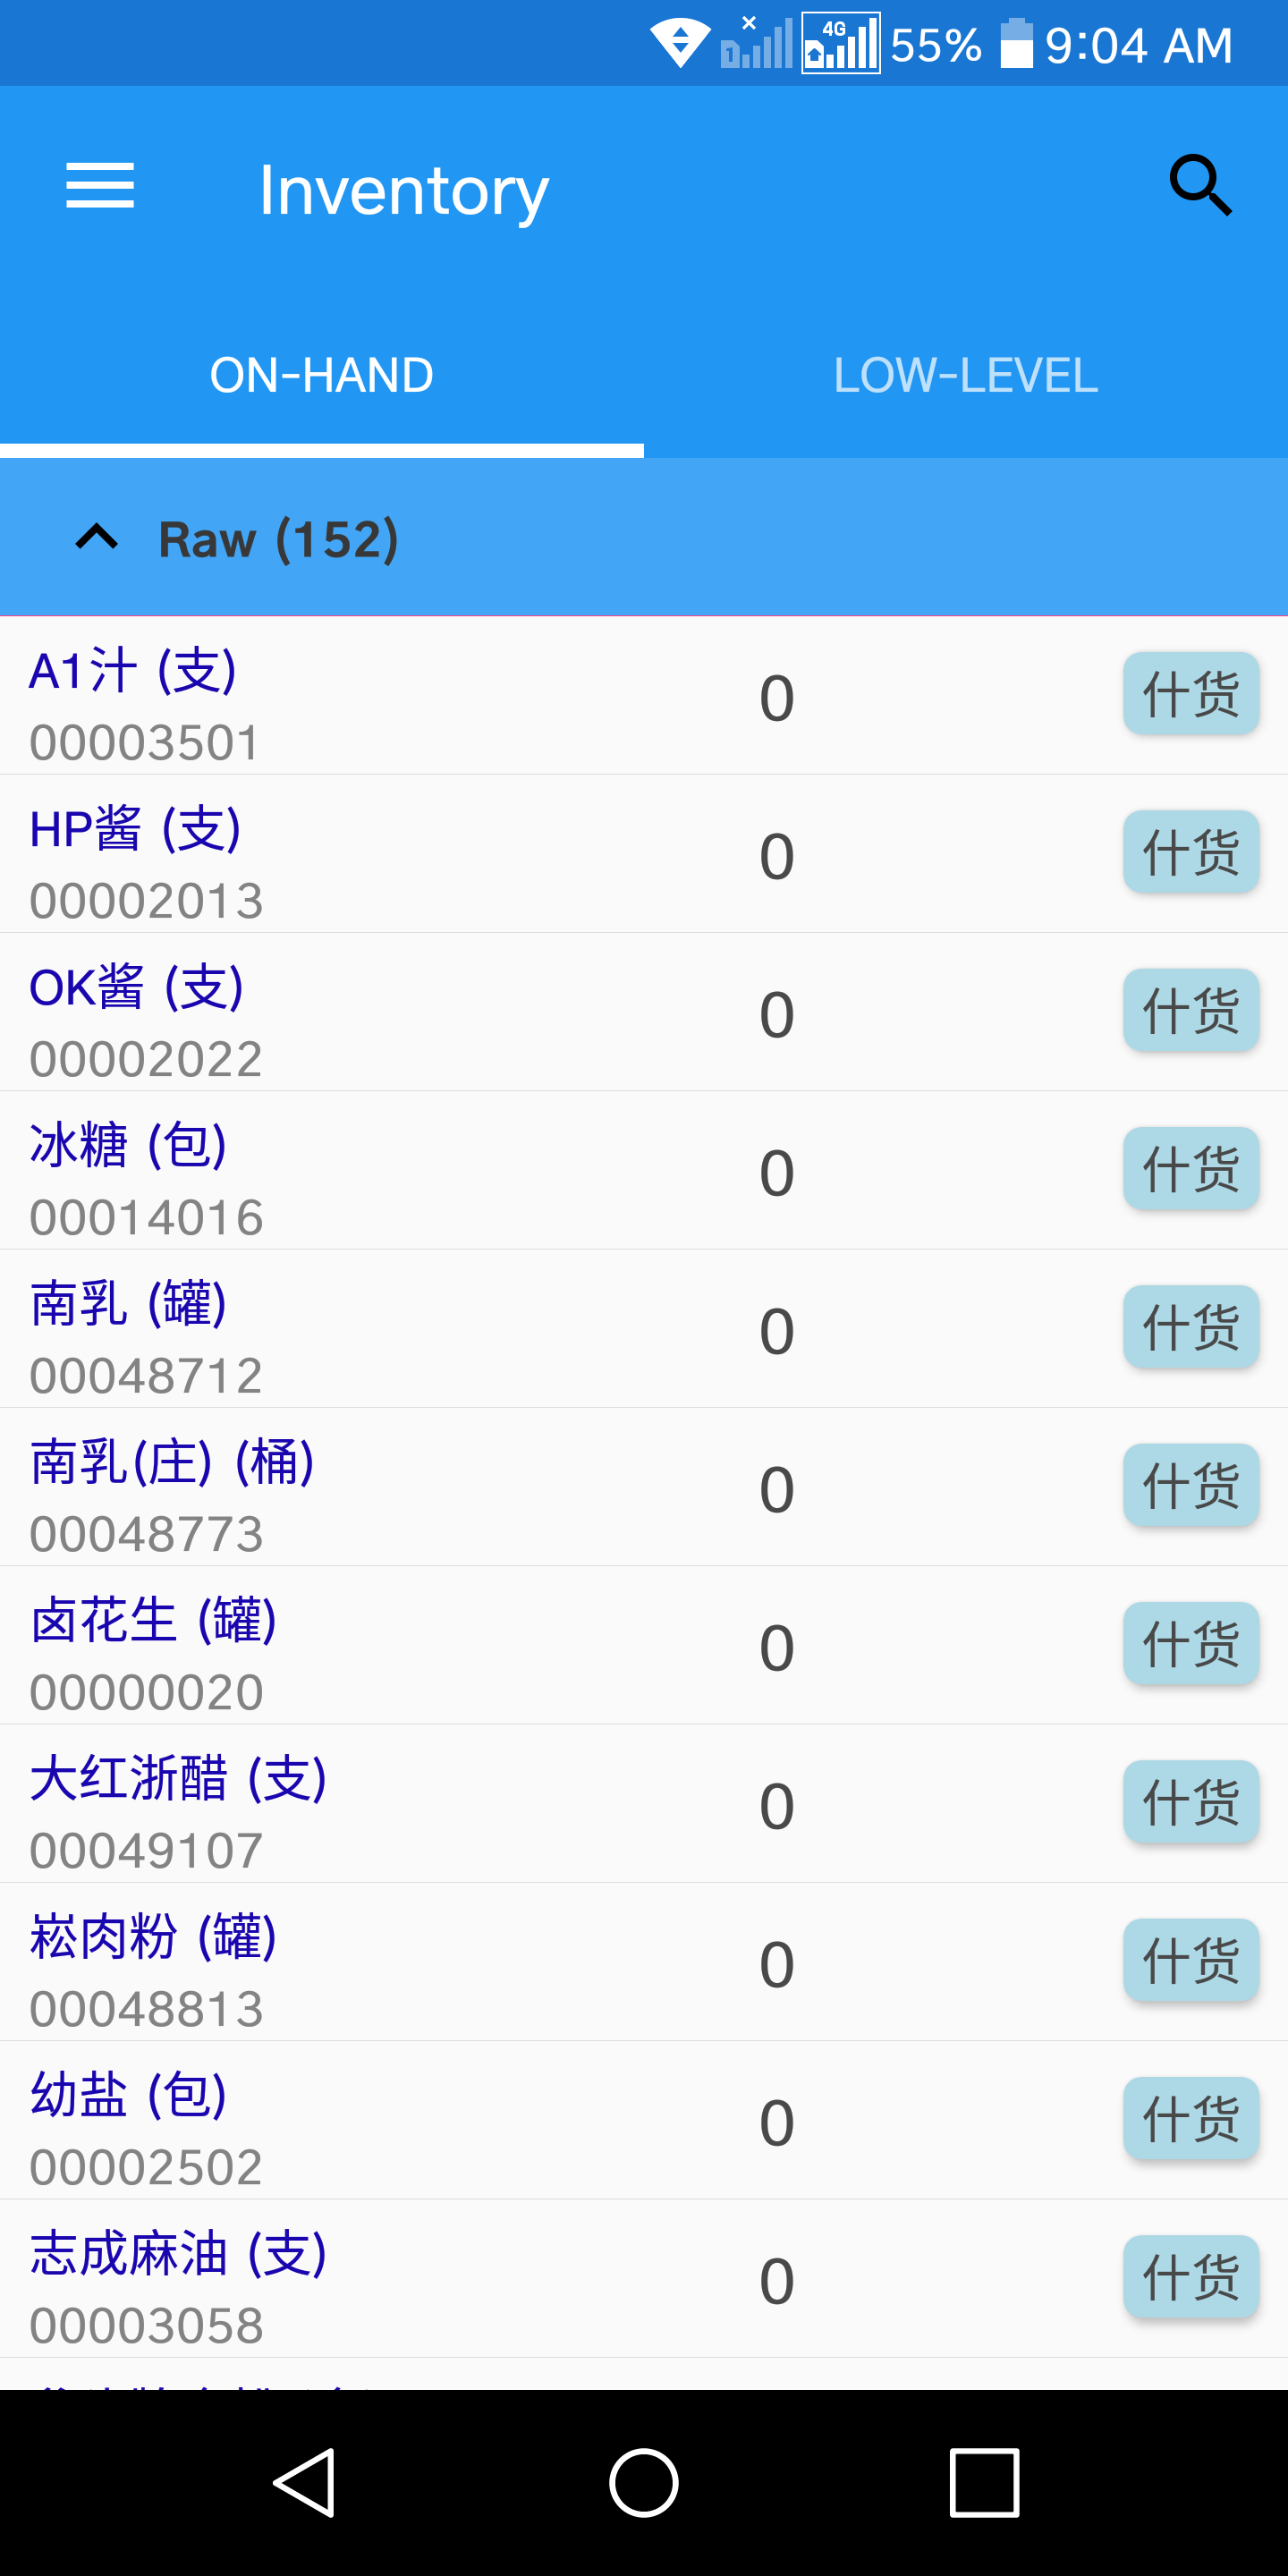 4G 55% 9:04 AM
Inventory
ON-HAND LOW-LEVEL
Raw (152)
A1汁 (支)
0 什货
00003501
HP酱 (支)
0 什货
00002013
OK酱 (支)
0 什货
00002022
冰糖 (包)
0 什货
00014016
南乳 (罐)
0 什货
00048712
南乳(庄) (桶)
0 什货
00048773
卤花生 (罐)
0 什货
00000020
大红浙醋 (支)
0 什货
00049107
崧肉粉 (罐)
0 什货
00048813
幼盐 (包)
0 什货
00002502
志成麻油 (支)
0 什货
00003058